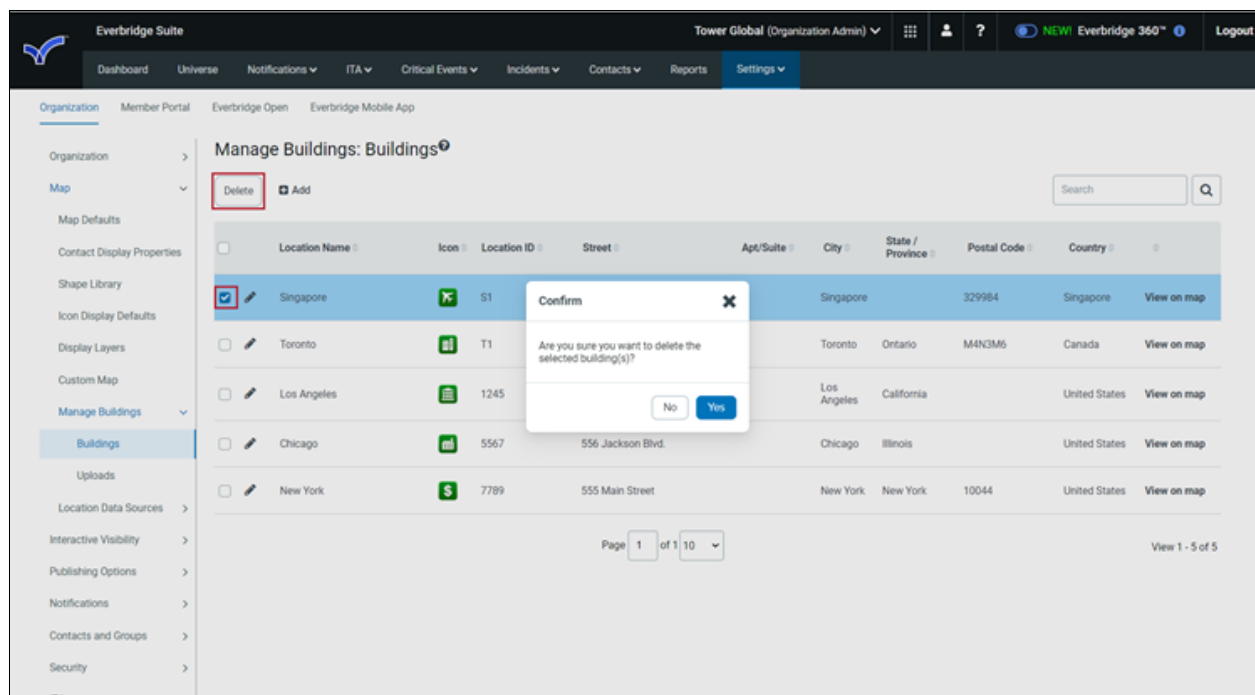 Everbridge Suite
Tower Global (Organization Admin)
?
NEW! Everbridge 360™
Logout
Dashboard Universe Notifications ITA Critical Events Incidents Contacts Reports Settings
Organization Member Portal Everbridge Open Everbridge Mobile App
Organization
Map
Map Defaults
Contact Display Properties
Shape Library
Icon Display Defaults
Display Layers
Custom Map
Manage Buildings
Buildings
Uploads
Location Data Sources
Interactive Visibility
Publishing Options
Notifications
Contacts and Groups
Security
Manage Buildings: Buildings
Delete Add Search
Location Name Icon Location ID Street Apt/Suite City State / Province Postal Code Country
Singapore S1 Singapore 329984 Singapore View on map
Toronto T1 Toronto Ontario M4N3M6 Canada View on map
Los Angeles 1245 Los Angeles California United States View on map
Chicago 5567 556 Jackson Blvd. Chicago Illinois United States View on map
New York $ 7789 555 Main Street New York New York 10044 United States View on map
Page 1 of 1 10
View 1 - 5 of 5
Confirm
Are you sure you want to delete the
selected building(s)?
No Yes